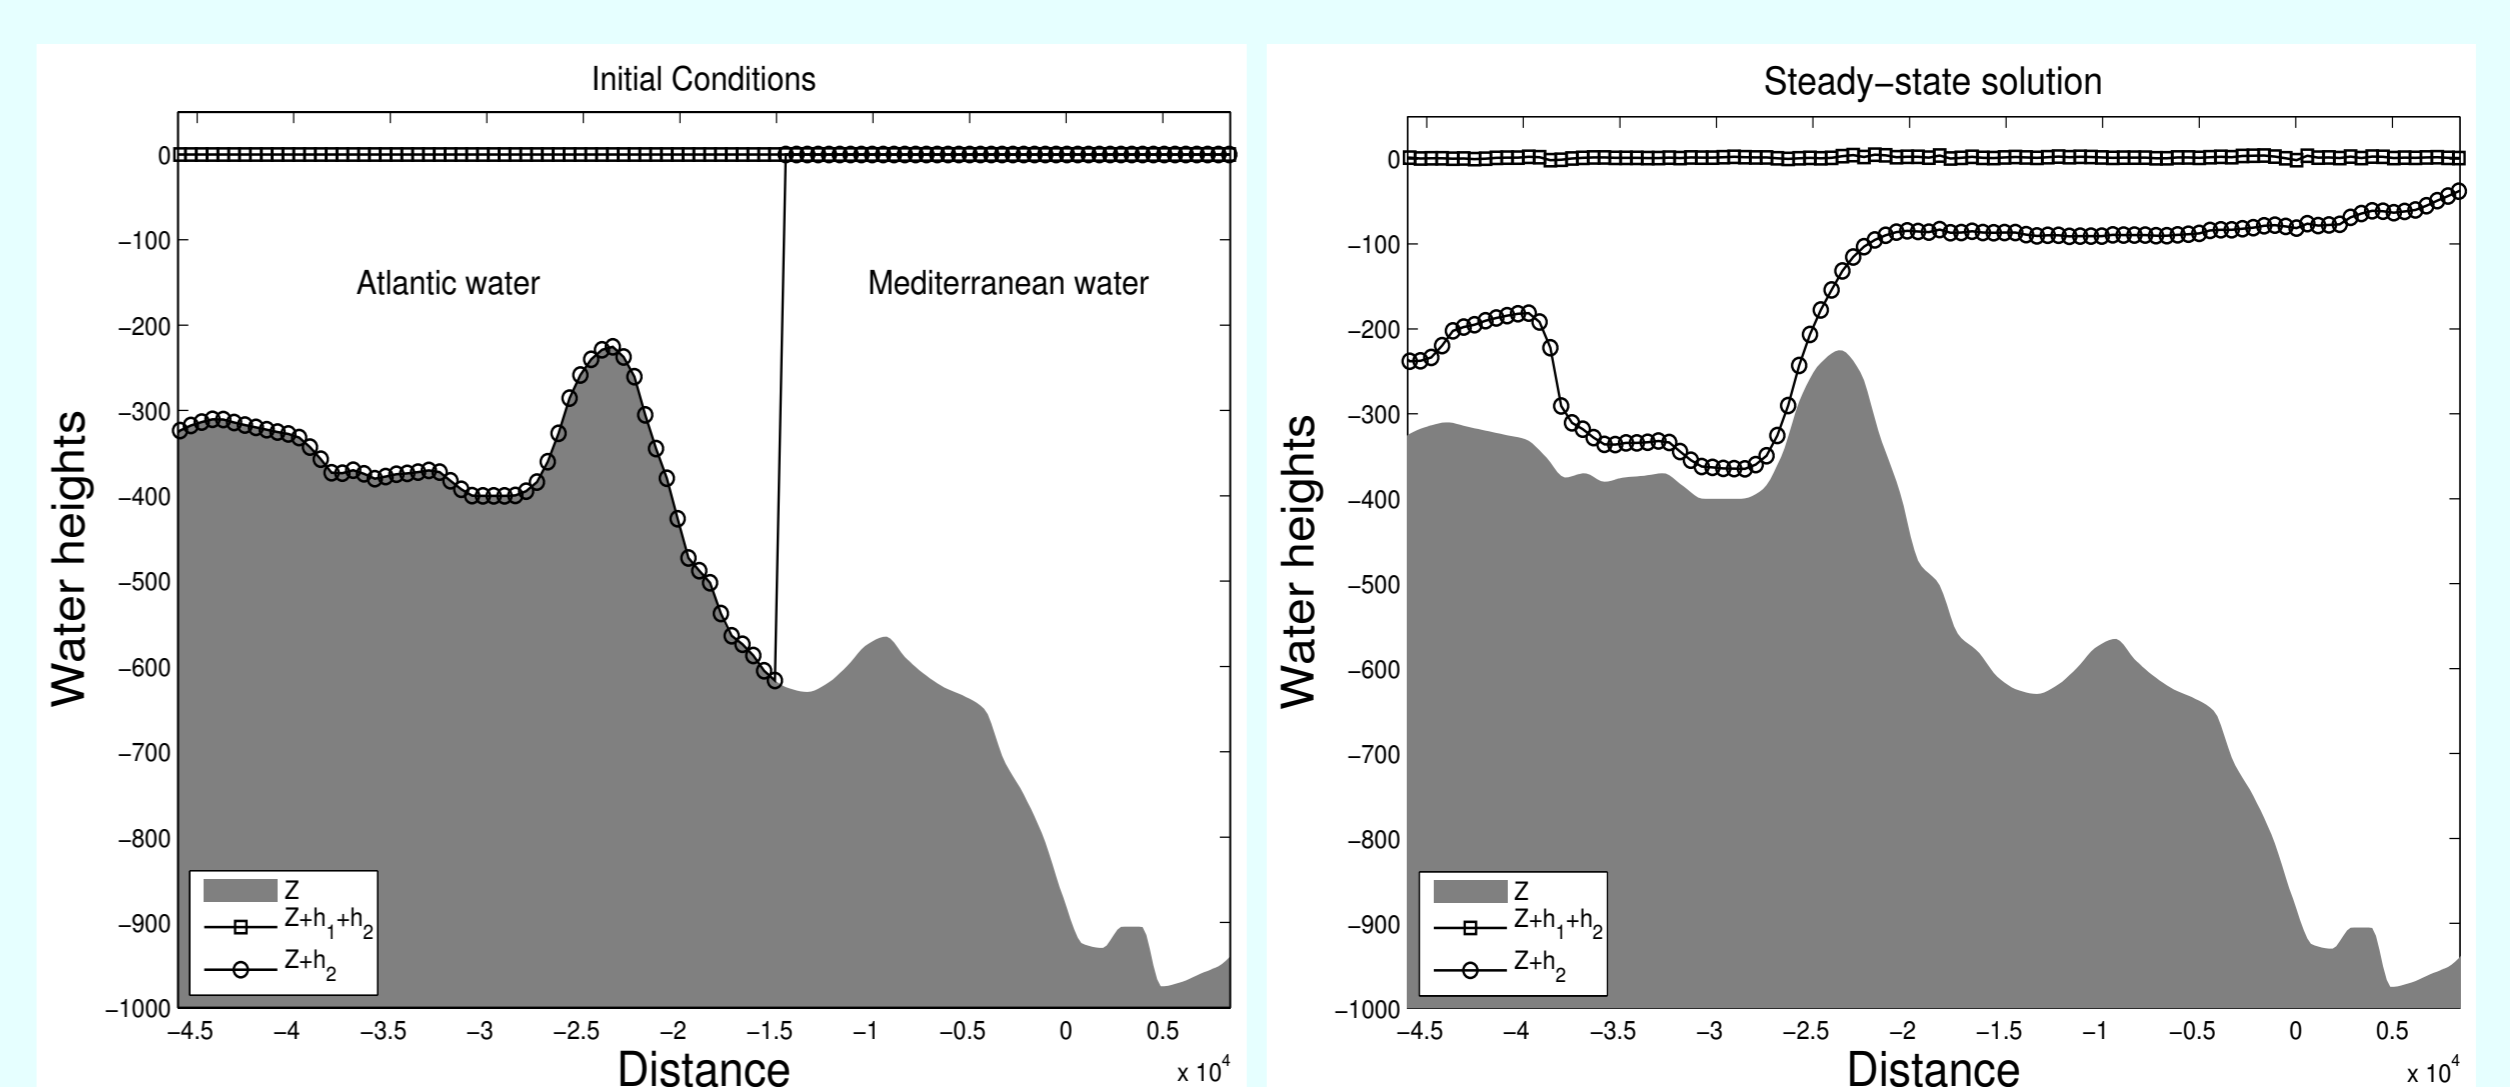 Initial Conditions
0
−100
−200
−300
−400
−500
−600
−700
−800
−900
−1000
Water heights
Atlantic water
Mediterranean water
Z
Z+h₁+h₂
Z+h₂
−4.5 −4 −3.5 −3 −2.5 −2 −1.5 −1 −0.5 0 0.5
Distance
x 10⁴
Steady−state solution
0
−100
−200
−300
−400
−500
−600
−700
−800
−900
−1000
Water heights
Z
Z+h₁+h₂
Z+h₂
−4.5 −4 −3.5 −3 −2.5 −2 −1.5 −1 −0.5 0 0.5
Distance
x 10⁴